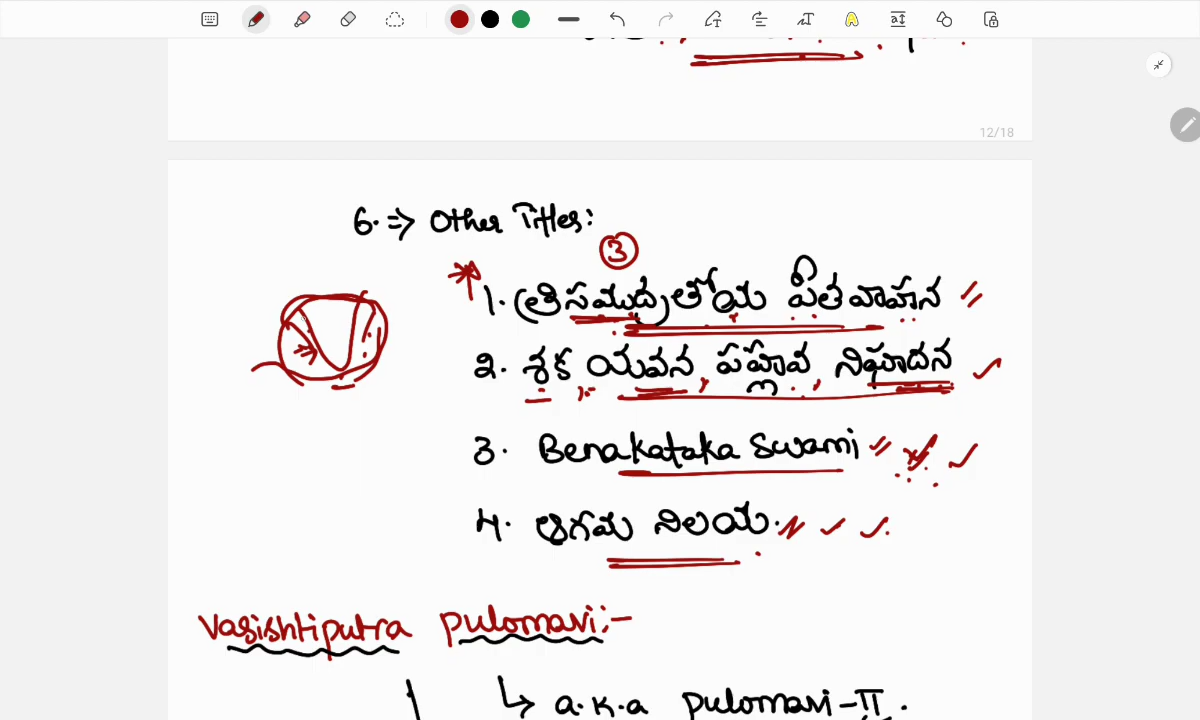 12/18
6. => Other Titles:
3
1. త్రిసముద్రతోయ పీతవాహన
2. శక యవన, పహ్లవ, నిఘాదన
3. Benakataka Swami
4. ఆగమ నిలయ.
Vasishtiputra pulomavi:-
↳ a.k.a pulomavi-II.